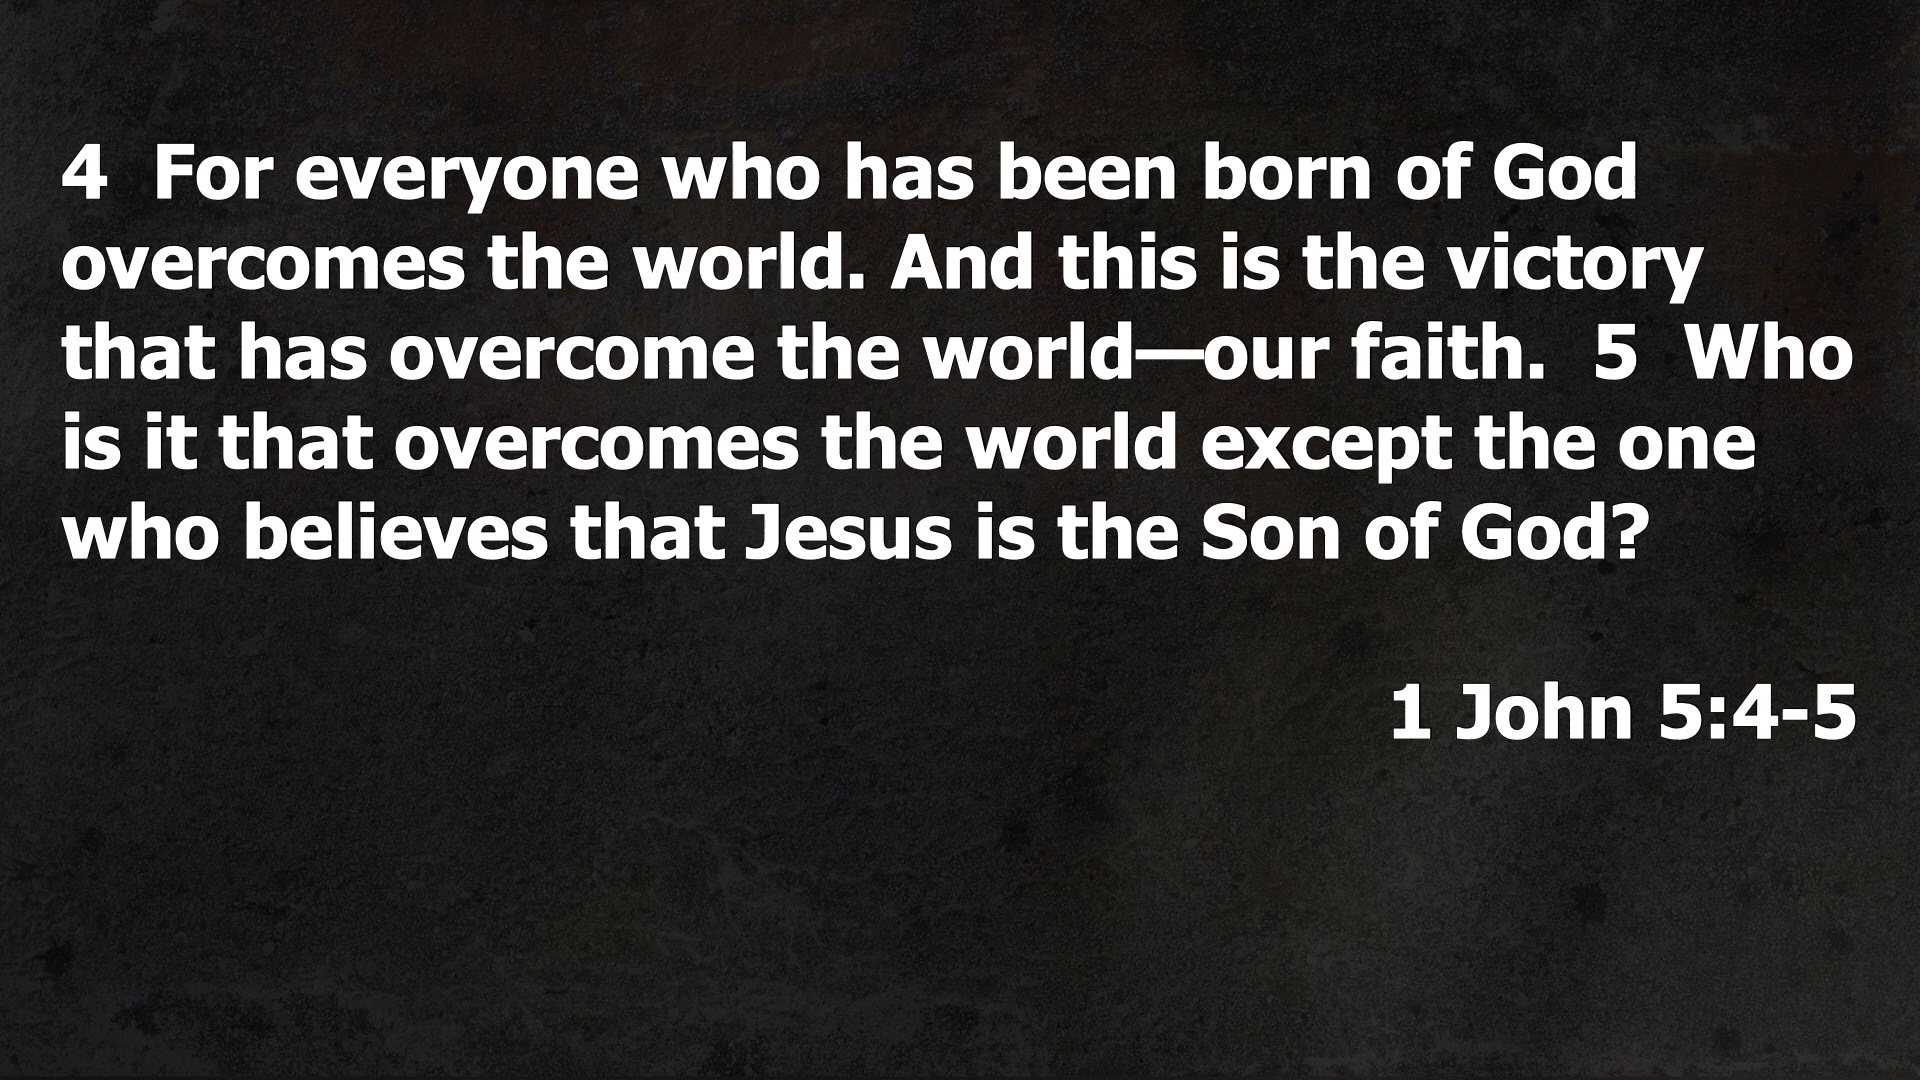 4  For everyone who has been born of God
overcomes the world. And this is the victory
that has overcome the world—our faith.  5  Who
is it that overcomes the world except the one
who believes that Jesus is the Son of God?
1 John 5:4-5